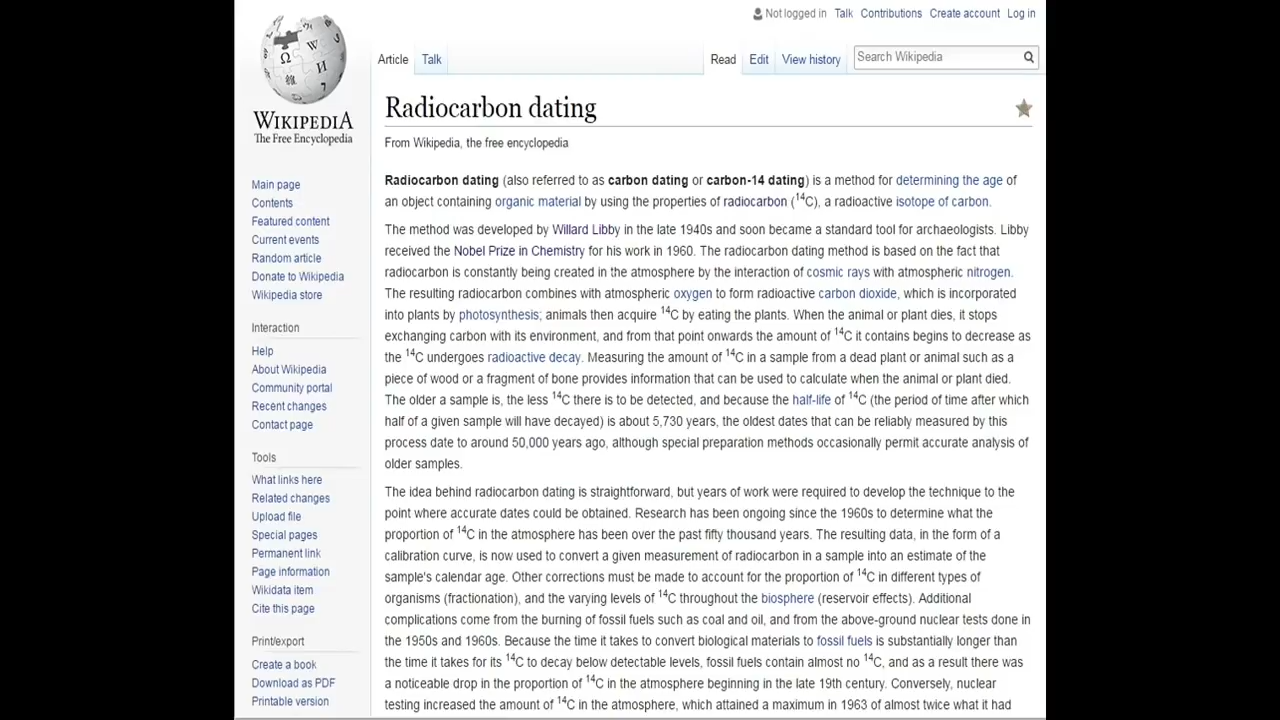 Not logged in Talk Contributions Create account Log in
Article Talk Read Edit View history Search Wikipedia
WIKIPEDIA
The Free Encyclopedia
Main page
Contents
Featured content
Current events
Random article
Donate to Wikipedia
Wikipedia store
Interaction
Help
About Wikipedia
Community portal
Recent changes
Contact page
Tools
What links here
Related changes
Upload file
Special pages
Permanent link
Page information
Wikidata item
Cite this page
Print/export
Create a book
Download as PDF
Printable version
Radiocarbon dating
From Wikipedia, the free encyclopedia
Radiocarbon dating (also referred to as carbon dating or carbon-14 dating) is a method for determining the age of
an object containing organic material by using the properties of radiocarbon (¹⁴C), a radioactive isotope of carbon.
The method was developed by Willard Libby in the late 1940s and soon became a standard tool for archaeologists. Libby
received the Nobel Prize in Chemistry for his work in 1960. The radiocarbon dating method is based on the fact that
radiocarbon is constantly being created in the atmosphere by the interaction of cosmic rays with atmospheric nitrogen.
The resulting radiocarbon combines with atmospheric oxygen to form radioactive carbon dioxide, which is incorporated
into plants by photosynthesis; animals then acquire ¹⁴C by eating the plants. When the animal or plant dies, it stops
exchanging carbon with its environment, and from that point onwards the amount of ¹⁴C it contains begins to decrease as
the ¹⁴C undergoes radioactive decay. Measuring the amount of ¹⁴C in a sample from a dead plant or animal such as a
piece of wood or a fragment of bone provides information that can be used to calculate when the animal or plant died.
The older a sample is, the less ¹⁴C there is to be detected, and because the half-life of ¹⁴C (the period of time after which
half of a given sample will have decayed) is about 5,730 years, the oldest dates that can be reliably measured by this
process date to around 50,000 years ago, although special preparation methods occasionally permit accurate analysis of
older samples.
The idea behind radiocarbon dating is straightforward, but years of work were required to develop the technique to the
point where accurate dates could be obtained. Research has been ongoing since the 1960s to determine what the
proportion of ¹⁴C in the atmosphere has been over the past fifty thousand years. The resulting data, in the form of a
calibration curve, is now used to convert a given measurement of radiocarbon in a sample into an estimate of the
sample's calendar age. Other corrections must be made to account for the proportion of ¹⁴C in different types of
organisms (fractionation), and the varying levels of ¹⁴C throughout the biosphere (reservoir effects). Additional
complications come from the burning of fossil fuels such as coal and oil, and from the above-ground nuclear tests done in
the 1950s and 1960s. Because the time it takes to convert biological materials to fossil fuels is substantially longer than
the time it takes for its ¹⁴C to decay below detectable levels, fossil fuels contain almost no ¹⁴C, and as a result there was
a noticeable drop in the proportion of ¹⁴C in the atmosphere beginning in the late 19th century. Conversely, nuclear
testing increased the amount of ¹⁴C in the atmosphere, which attained a maximum in 1963 of almost twice what it had